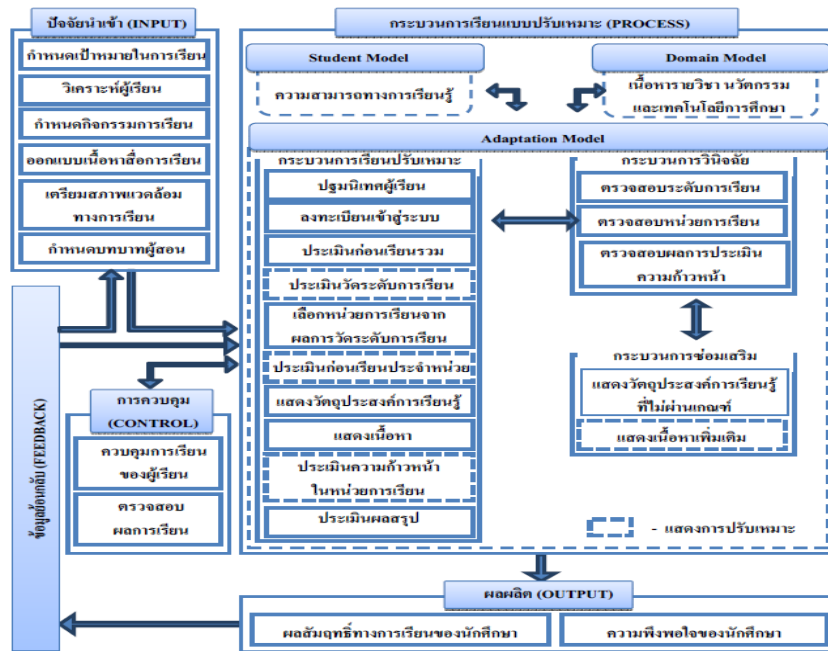 ปัจจัยนำเข้า (INPUT)
กำหนดเป้าหมายในการเรียน
วิเคราะห์ผู้เรียน
กำหนดกิจกรรมการเรียน
ออกแบบเนื้อหาสื่อการเรียน
เตรียมสภาพแวดล้อม
ทางการเรียน
กำหนดบทบาทผู้สอน
กระบวนการเรียนแบบปรับเหมาะ (PROCESS)
Student Model
ความสามารถทางการเรียนรู้
Domain Model
เนื้อหารายวิชา นวัตกรรม
และเทคโนโลยีการศึกษา
Adaptation Model
กระบวนการเรียนปรับเหมาะ
ปฐมนิเทศผู้เรียน
ลงทะเบียนเข้าสู่ระบบ
ประเมินก่อนเรียนรวม
ประเมินวัดระดับการเรียน
เลือกหน่วยการเรียนจาก
ผลการวัดระดับการเรียน
ประเมินก่อนเรียนประจำหน่วย
แสดงวัตถุประสงค์การเรียนรู้
แสดงเนื้อหา
ประเมินความก้าวหน้า
ในหน่วยการเรียน
ประเมินผลสรุป
กระบวนการวินิจฉัย
ตรวจสอบระดับการเรียน
ตรวจสอบหน่วยการเรียน
ตรวจสอบผลการประเมิน
ความก้าวหน้า
กระบวนการซ่อมเสริม
แสดงวัตถุประสงค์การเรียนรู้
ที่ไม่ผ่านเกณฑ์
แสดงเนื้อหาเพิ่มเติม
- แสดงการปรับเหมาะ
การควบคุม
(CONTROL)
ควบคุมการเรียน
ของผู้เรียน
ตรวจสอบ
ผลการเรียน
ข้อมูลย้อนกลับ (FEEDBACK)
ผลผลิต (OUTPUT)
ผลสัมฤทธิ์ทางการเรียนของนักศึกษา
ความพึงพอใจของนักศึกษา